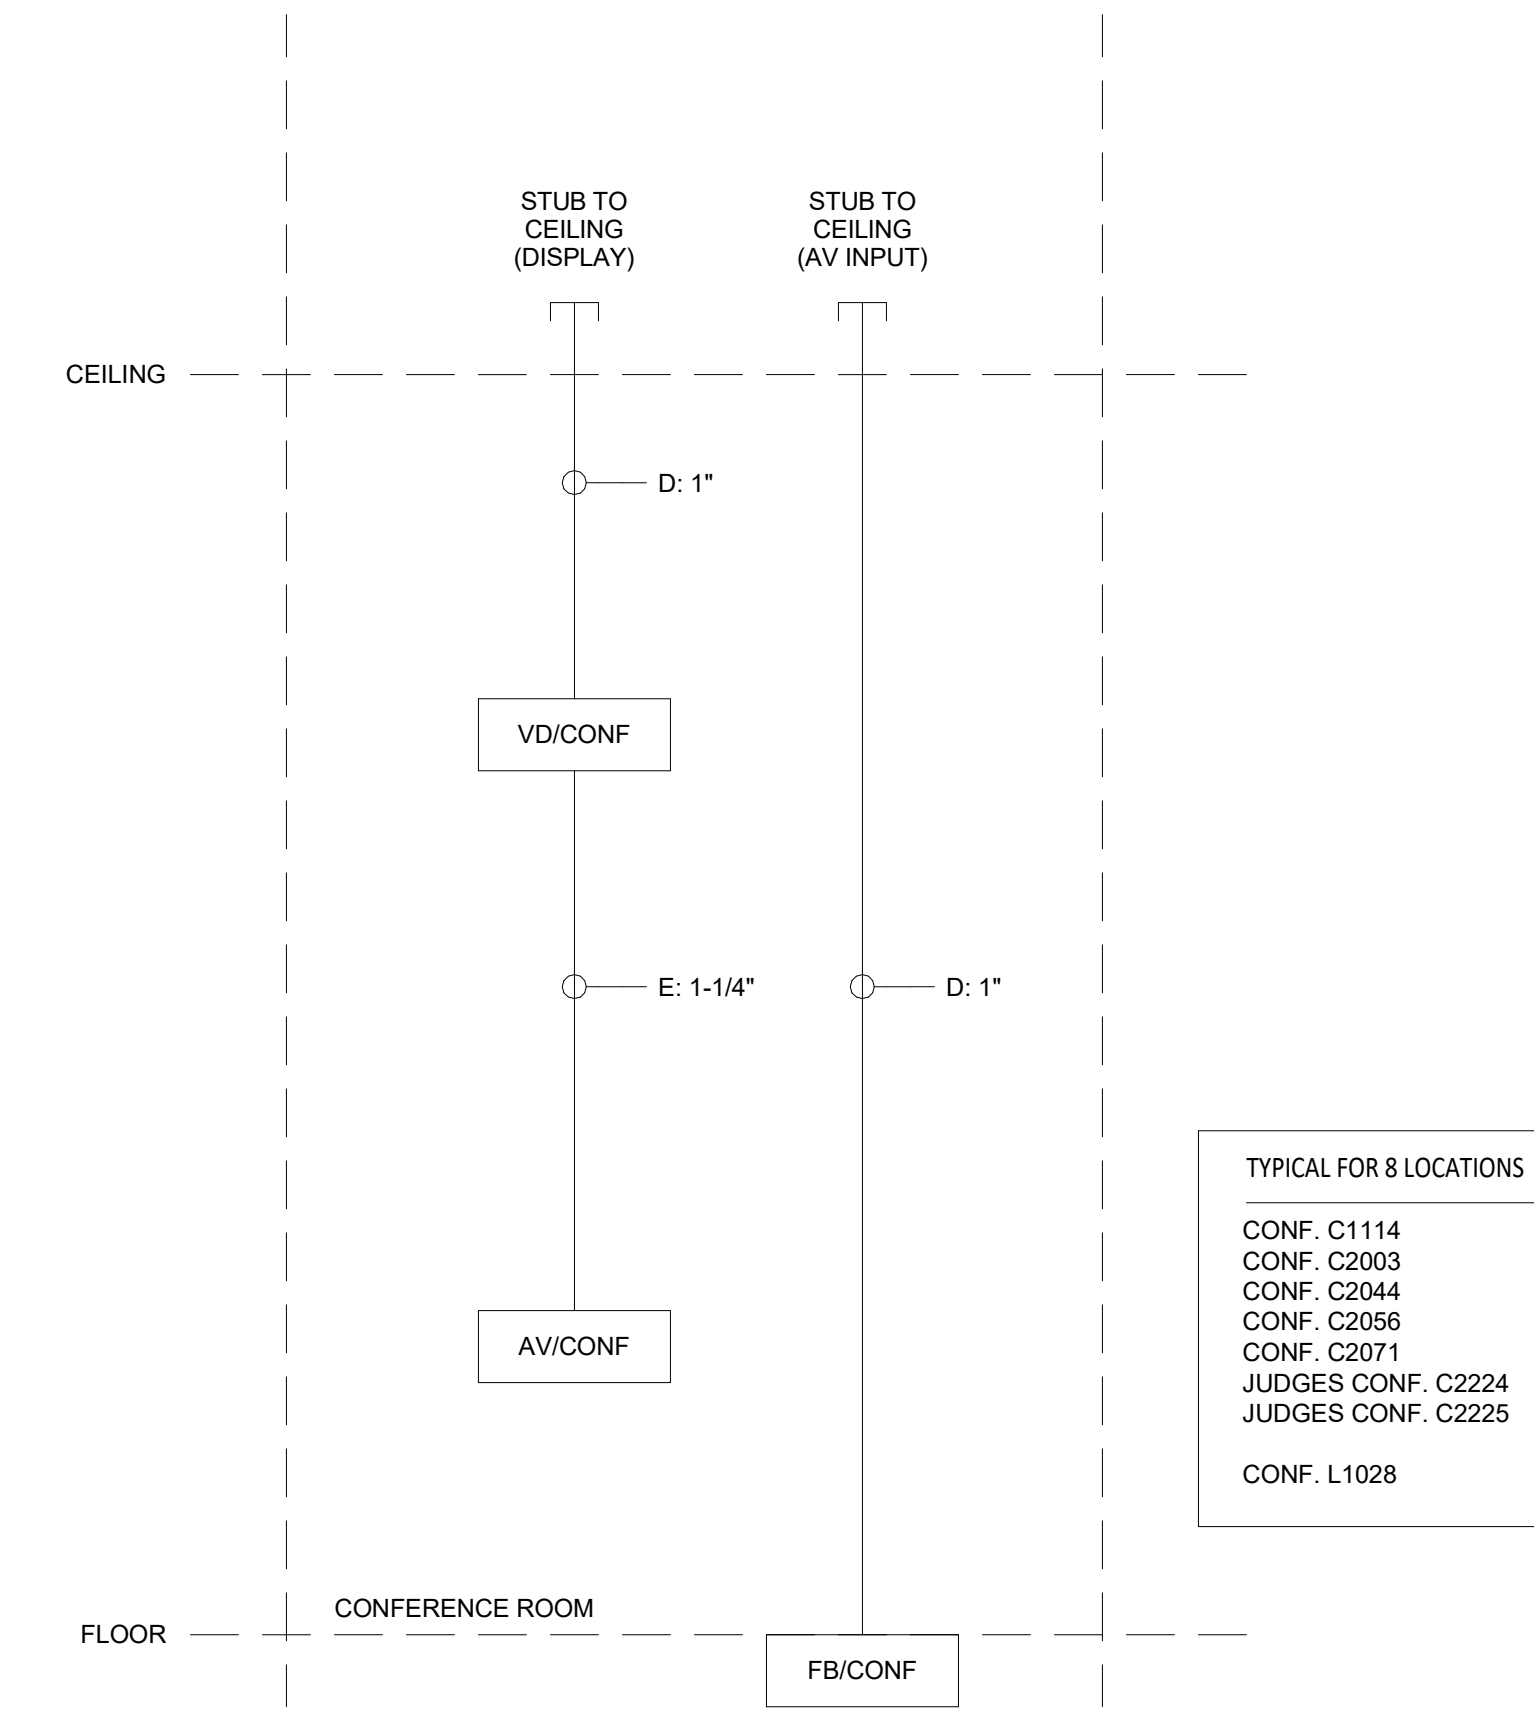 STUB TO
CEILING
(DISPLAY)
STUB TO
CEILING
(AV INPUT)
CEILING
D: 1"
VD/CONF
E: 1-1/4"
D: 1"
TYPICAL FOR 8 LOCATIONS
CONF. C1114
CONF. C2003
CONF. C2044
CONF. C2056
CONF. C2071
JUDGES CONF. C2224
JUDGES CONF. C2225
CONF. L1028
AV/CONF
CONFERENCE ROOM
FLOOR
FB/CONF